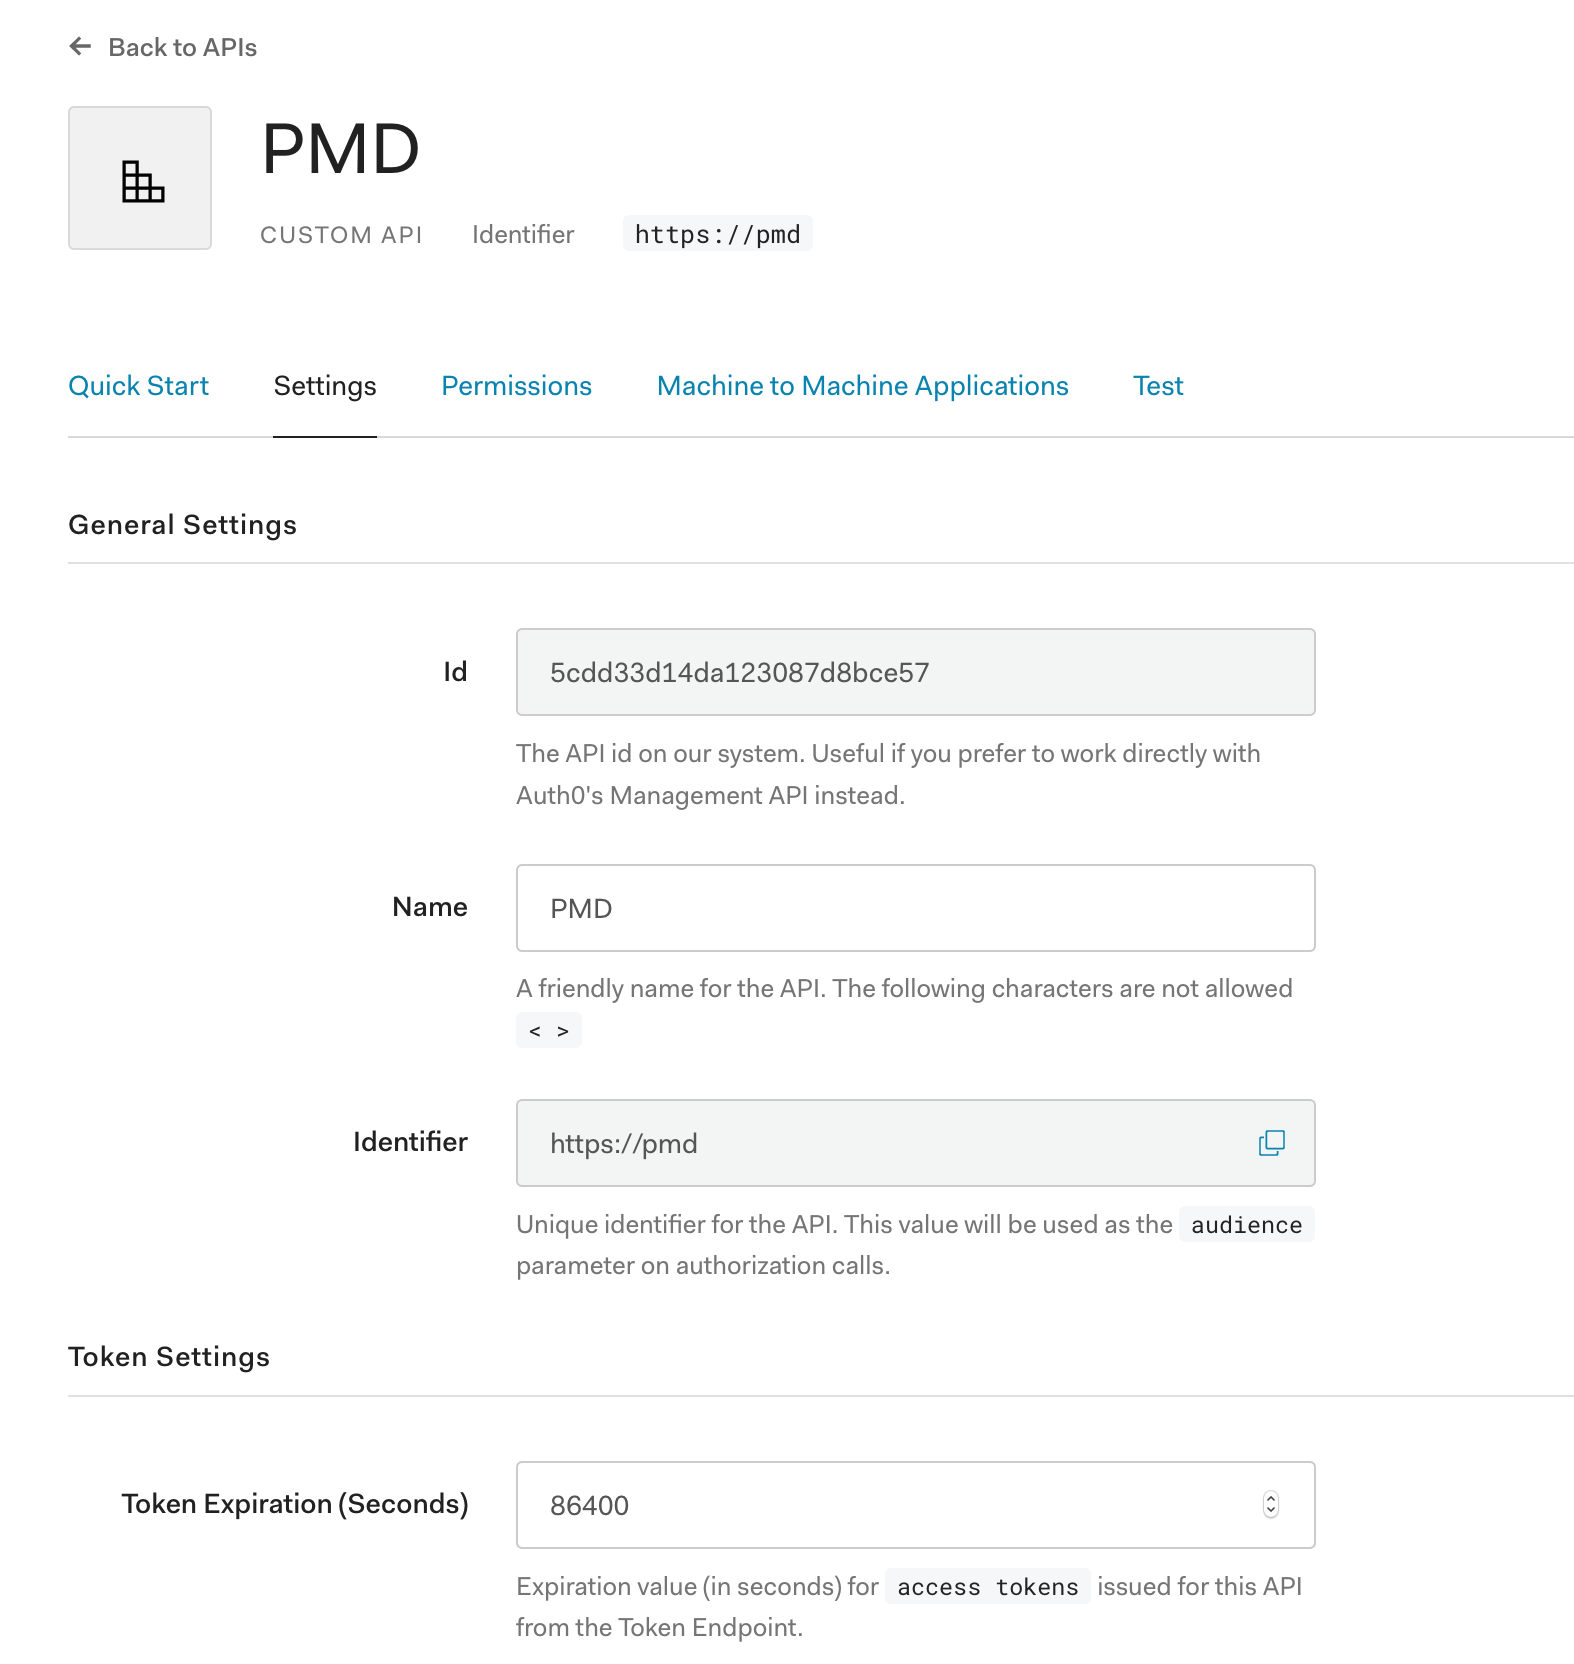 Back to APIs
PMD
CUSTOM API Identifier https://pmd
Quick Start Settings Permissions Machine to Machine Applications Test
General Settings
Id 5cdd33d14da123087d8bce57
The API id on our system. Useful if you prefer to work directly with
Auth0's Management API instead.
Name PMD
A friendly name for the API. The following characters are not allowed
< >
Identifier https://pmd
Unique identifier for the API. This value will be used as the audience
parameter on authorization calls.
Token Settings
Token Expiration (Seconds) 86400
Expiration value (in seconds) for access tokens issued for this API
from the Token Endpoint.